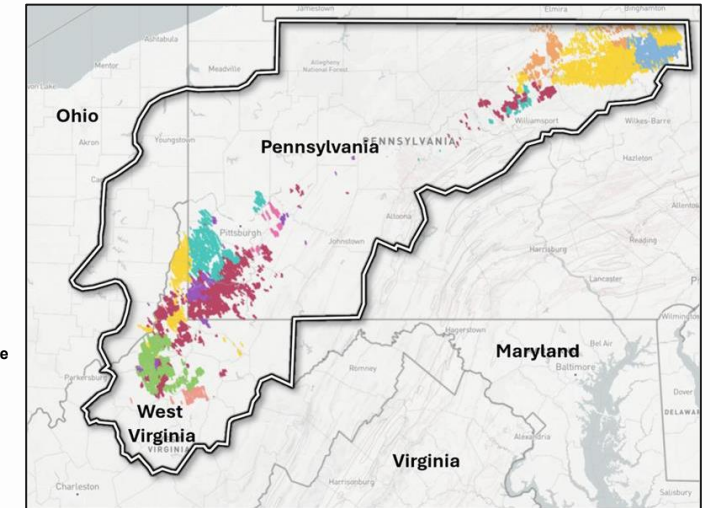 Jamestown
Elmira
Binghamton
Ashtabula
Mentor
Meadville
Allegheny
National Forest
Ohio
Akron
Youngstown
Pennsylvania
PENNSYLVANIA
Williamsport
Wilkes-Barre
Hazleton
Altoona
Pittsburgh
Johnstown
Harrisburg
Reading
Lancaster
Hagerstown
Maryland
Bel Air
Baltimore
Romney
Dover
DELAWAR
e
Parkersburg
West
Virginia
VIRGINIA
Virginia
Alexandria
Charleston
Harrisonburg
Salisbury